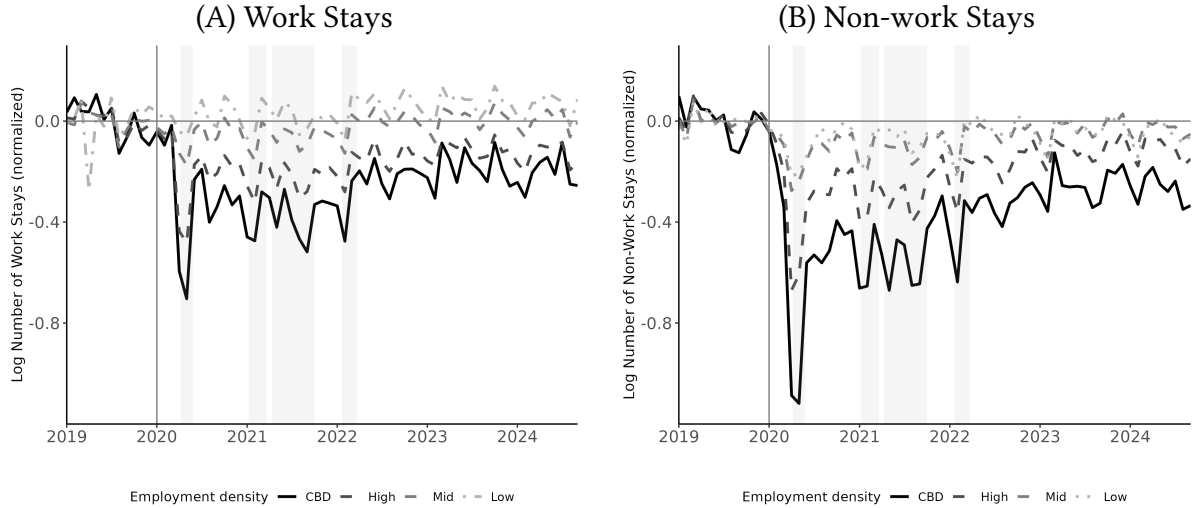 (A) Work Stays
Log Number of Work Stays (normalized)
0.0
-0.4
-0.8
2019 2020 2021 2022 2023 2024
Employment density CBD High Mid Low
(B) Non-work Stays
Log Number of Non-Work Stays (normalized)
0.0
-0.4
-0.8
2019 2020 2021 2022 2023 2024
Employment density CBD High Mid Low